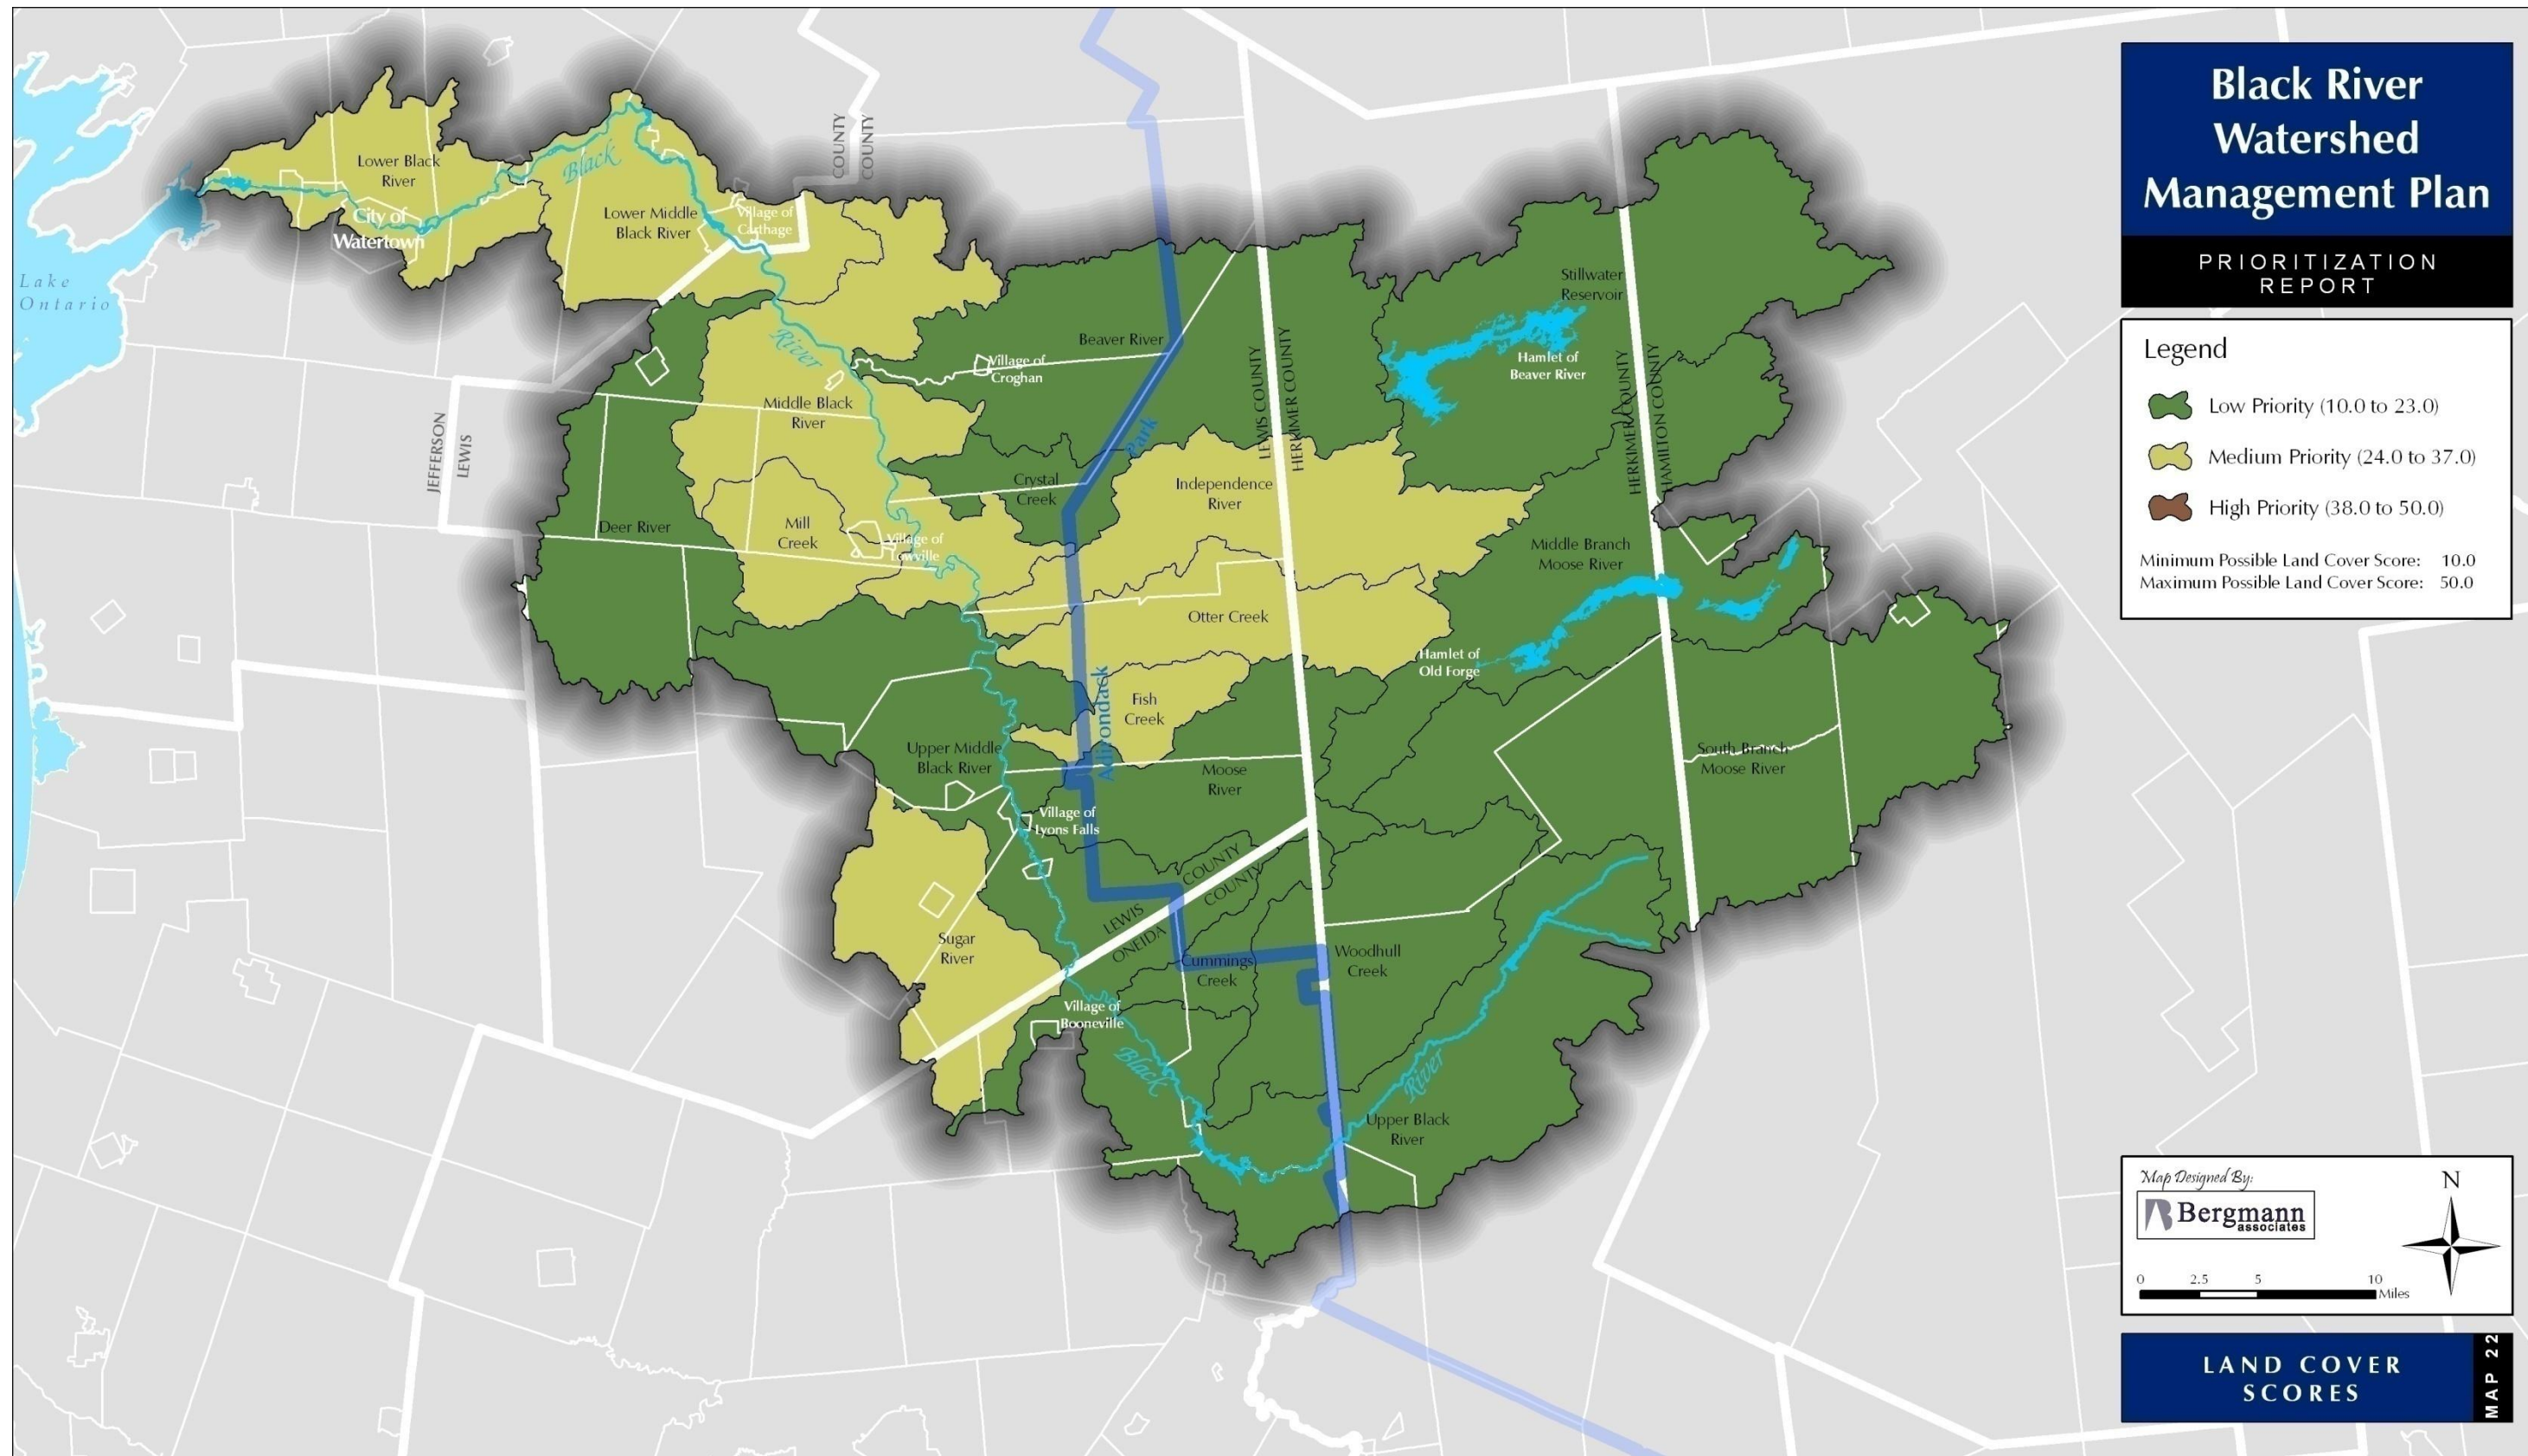 Black River
Watershed
Management Plan
PRIORITIZATION
REPORT
Legend
Low Priority (10.0 to 23.0)
Medium Priority (24.0 to 37.0)
High Priority (38.0 to 50.0)
Minimum Possible Land Cover Score: 10.0
Maximum Possible Land Cover Score: 50.0
Lake
Ontario
Lower Black
River
City of
Watertown
Black
Lower Middle
Black River
Village of
Carthage
COUNTY
COUNTY
River
Beaver River
Village of
Croghan
Stillwater
Reservoir
Hamlet of
Beaver River
LEWIS COUNTY
HERKIMER COUNTY
HERKIMER COUNTY
HAMILTON COUNTY
JEFFERSON
LEWIS
Middle Black
River
Park
Crystal
Creek
Independence
River
Deer River
Mill
Creek
Village of
Lowville
Middle Branch
Moose River
Otter Creek
Hamlet of
Old Forge
Adirondack
Fish
Creek
Upper Middle
Black River
Moose
River
South Branch
Moose River
Village of
Lyons Falls
LEWIS
COUNTY
ONEIDA
COUNTY
Sugar
River
Cummings
Creek
Woodhull
Creek
Village of
Booneville
Black
River
Upper Black
River
Map Designed By:
Bergmann
associates
N
0 2.5 5 10
Miles
LAND COVER
SCORES
MAP 22